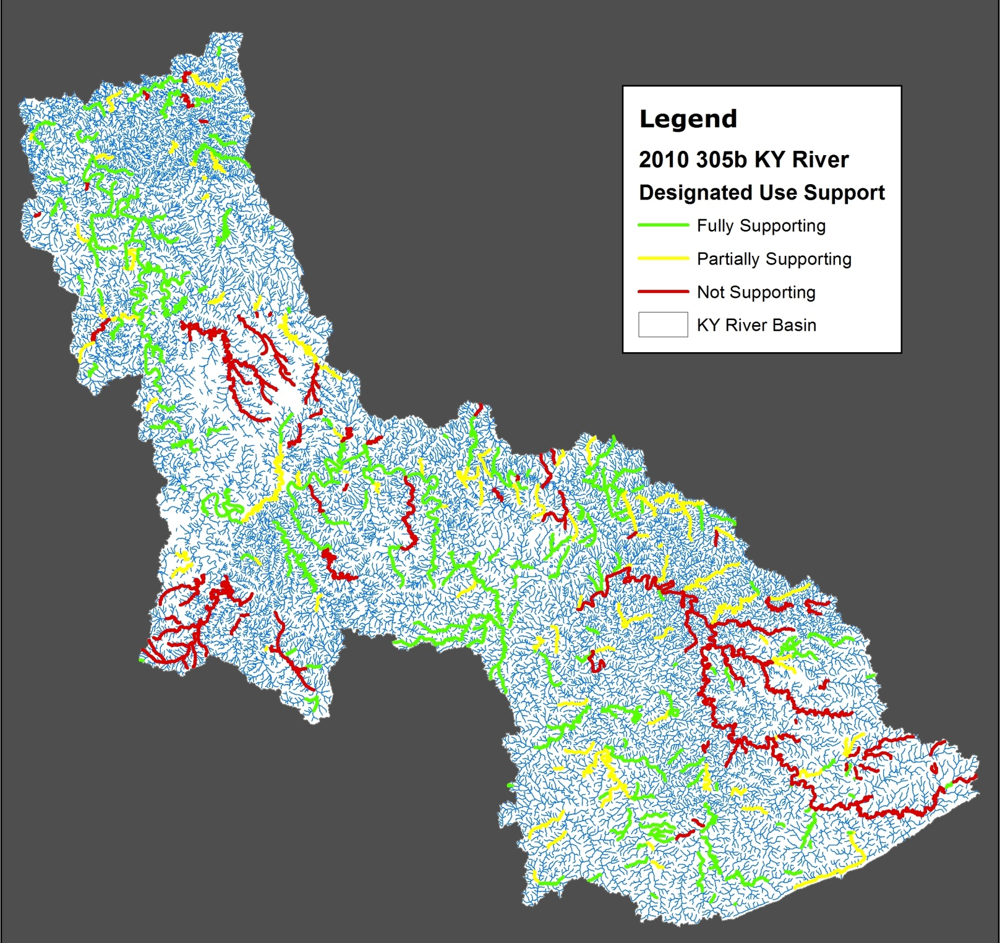 Legend
2010 305b KY River
Designated Use Support
Fully Supporting
Partially Supporting
Not Supporting
KY River Basin